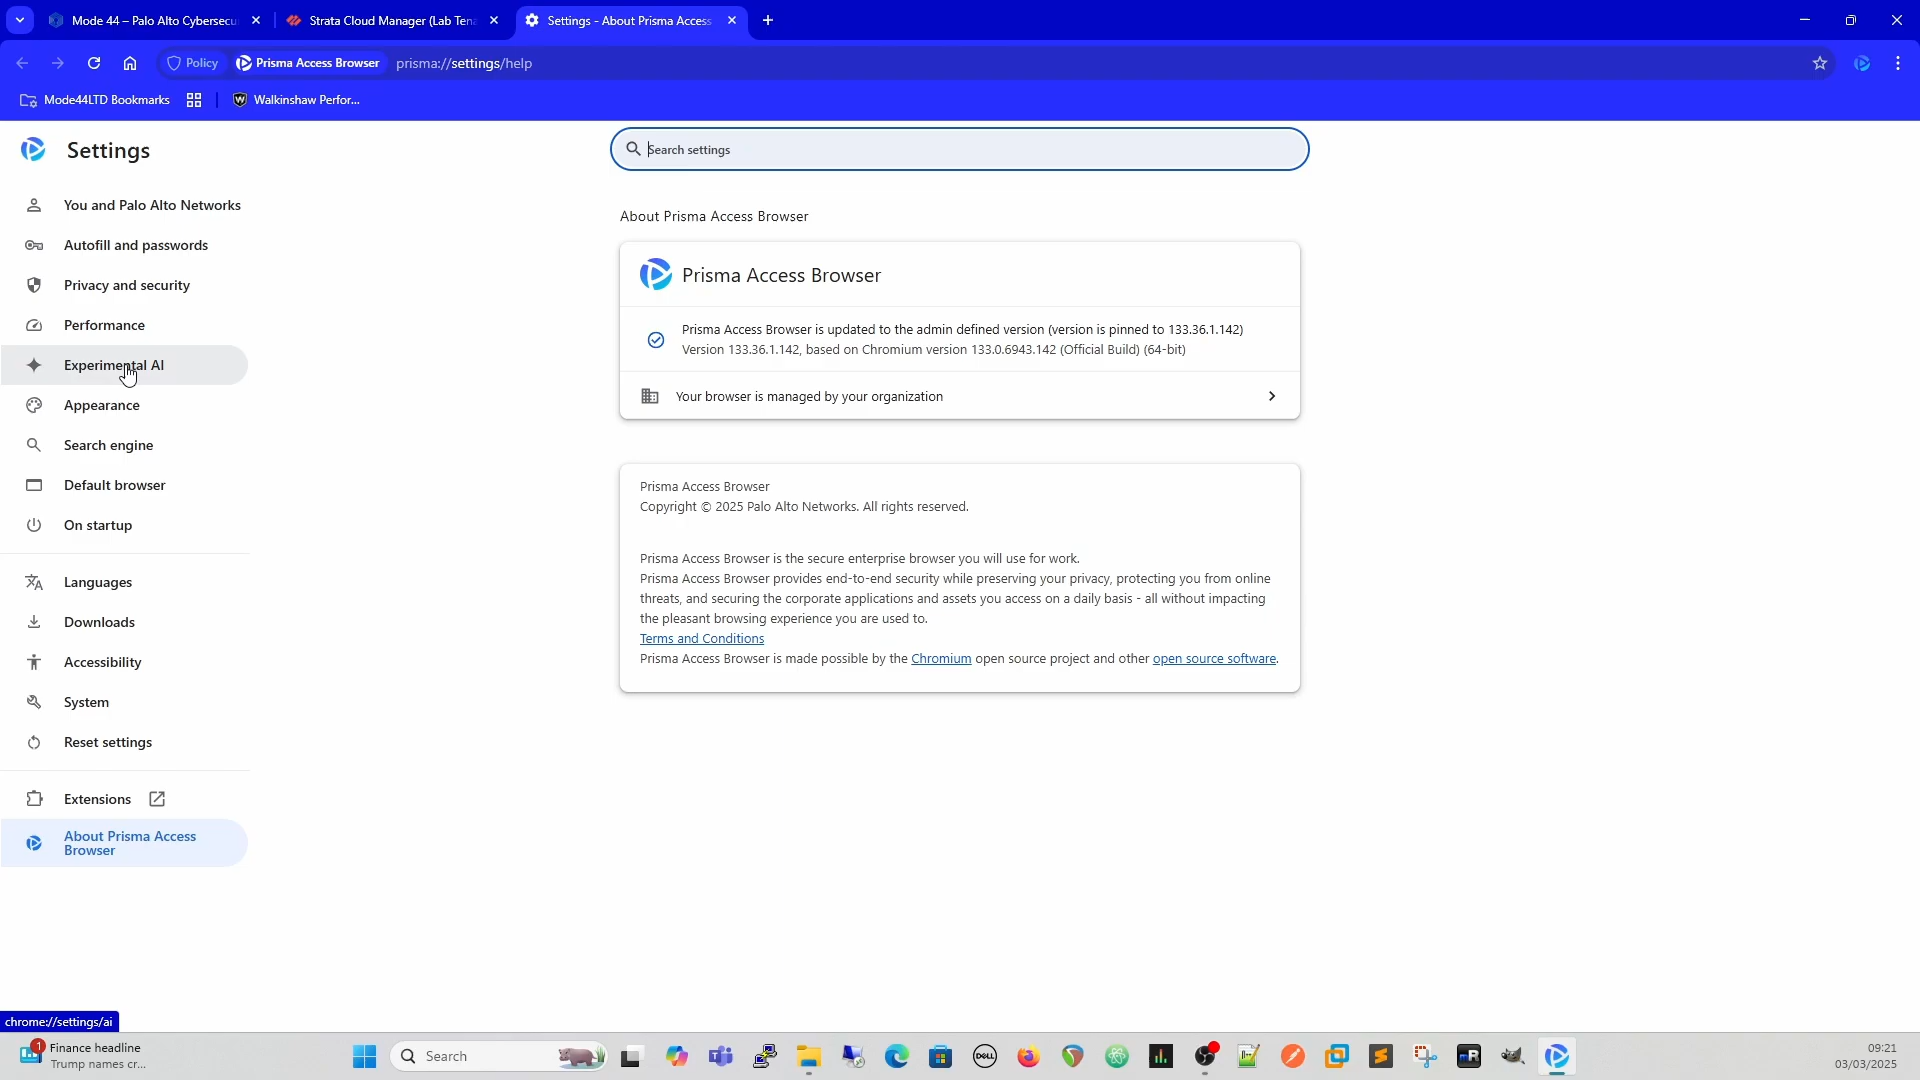 Mode 44 – Palo Alto Cybersecu
Strata Cloud Manager (Lab Tena
Settings - About Prisma Access
Policy
Prisma Access Browser
prisma://settings/help
Mode44LTD Bookmarks
Walkinshaw Perfor...
Settings
Search settings
You and Palo Alto Networks
Autofill and passwords
Privacy and security
Performance
Experimental AI
Appearance
Search engine
Default browser
On startup
Languages
Downloads
Accessibility
System
Reset settings
Extensions
About Prisma Access
Browser
About Prisma Access Browser
Prisma Access Browser
Prisma Access Browser is updated to the admin defined version (version is pinned to 133.36.1.142)
Version 133.36.1.142, based on Chromium version 133.0.6943.142 (Official Build) (64-bit)
Your browser is managed by your organization
Prisma Access Browser
Copyright © 2025 Palo Alto Networks. All rights reserved.
Prisma Access Browser is the secure enterprise browser you will use for work.
Prisma Access Browser provides end-to-end security while preserving your privacy, protecting you from online
threats, and securing the corporate applications and assets you access on a daily basis - all without impacting
the pleasant browsing experience you are used to.
Terms and Conditions
Prisma Access Browser is made possible by the Chromium open source project and other open source software.
chrome://settings/ai
1
Finance headline
Trump names cr...
Search
DELL
mR
09:21
03/03/2025